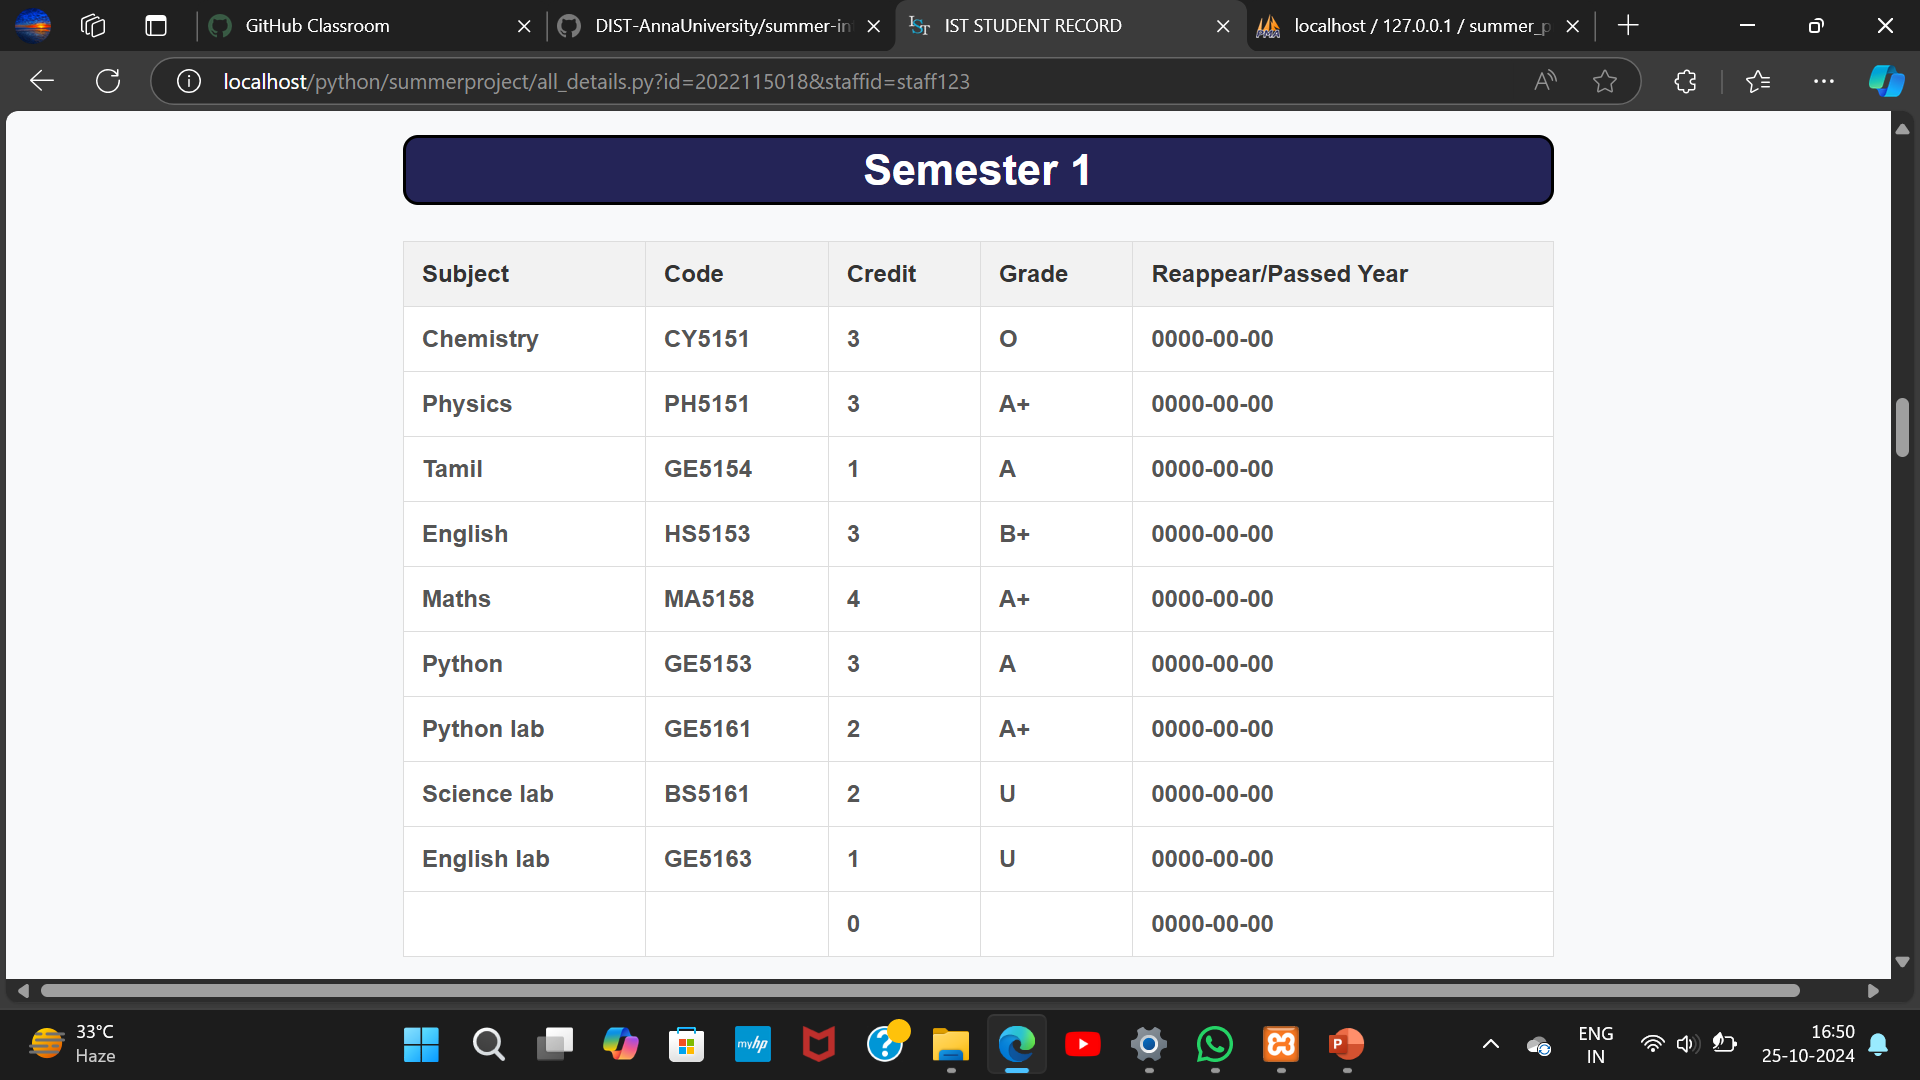 GitHub Classroom
DIST-AnnaUniversity/summer-in
IST STUDENT RECORD
localhost / 127.0.0.1 / summer_p
localhost/python/summerproject/all_details.py?id=2022115018&staffid=staff123
Semester 1
Subject Code Credit Grade Reappear/Passed Year
Chemistry CY5151 3 O 0000-00-00
Physics PH5151 3 A+ 0000-00-00
Tamil GE5154 1 A 0000-00-00
English HS5153 3 B+ 0000-00-00
Maths MA5158 4 A+ 0000-00-00
Python GE5153 3 A 0000-00-00
Python lab GE5161 2 A+ 0000-00-00
Science lab BS5161 2 U 0000-00-00
English lab GE5163 1 U 0000-00-00
0 0000-00-00
33°C
Haze
myhp
ENG
IN
16:50
25-10-2024